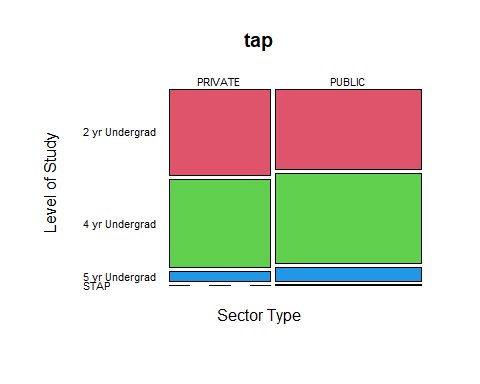 tap
PRIVATE PUBLIC
2 yr Undergrad
4 yr Undergrad
5 yr Undergrad
STAP
Level of Study
Sector Type